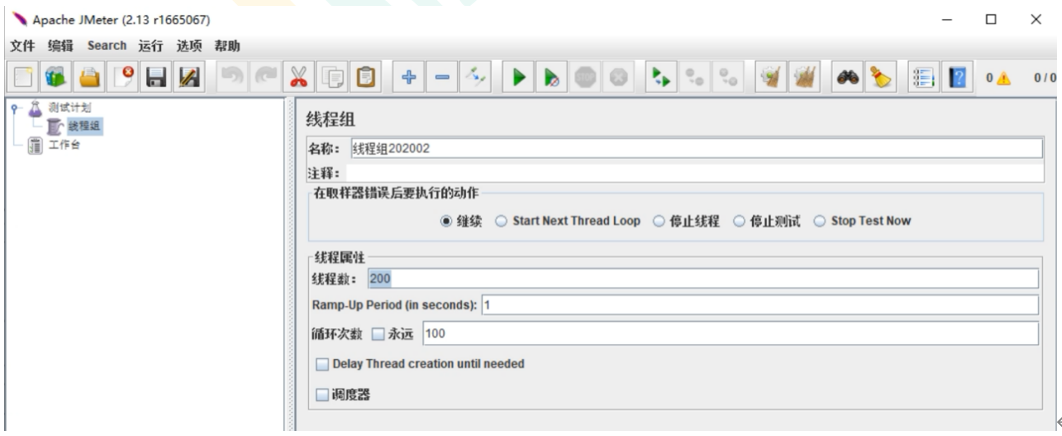 Apache JMeter (2.13 r1665067)
文件 编辑 Search 运行 选项 帮助
0 0 / 0
测试计划
线程组
工作台
线程组
名称： 线程组202002
注释：
在取样器错误后要执行的动作
继续 Start Next Thread Loop 停止线程 停止测试 Stop Test Now
线程属性
线程数： 200
Ramp-Up Period (in seconds): 1
循环次数 永远 100
Delay Thread creation until needed
调度器